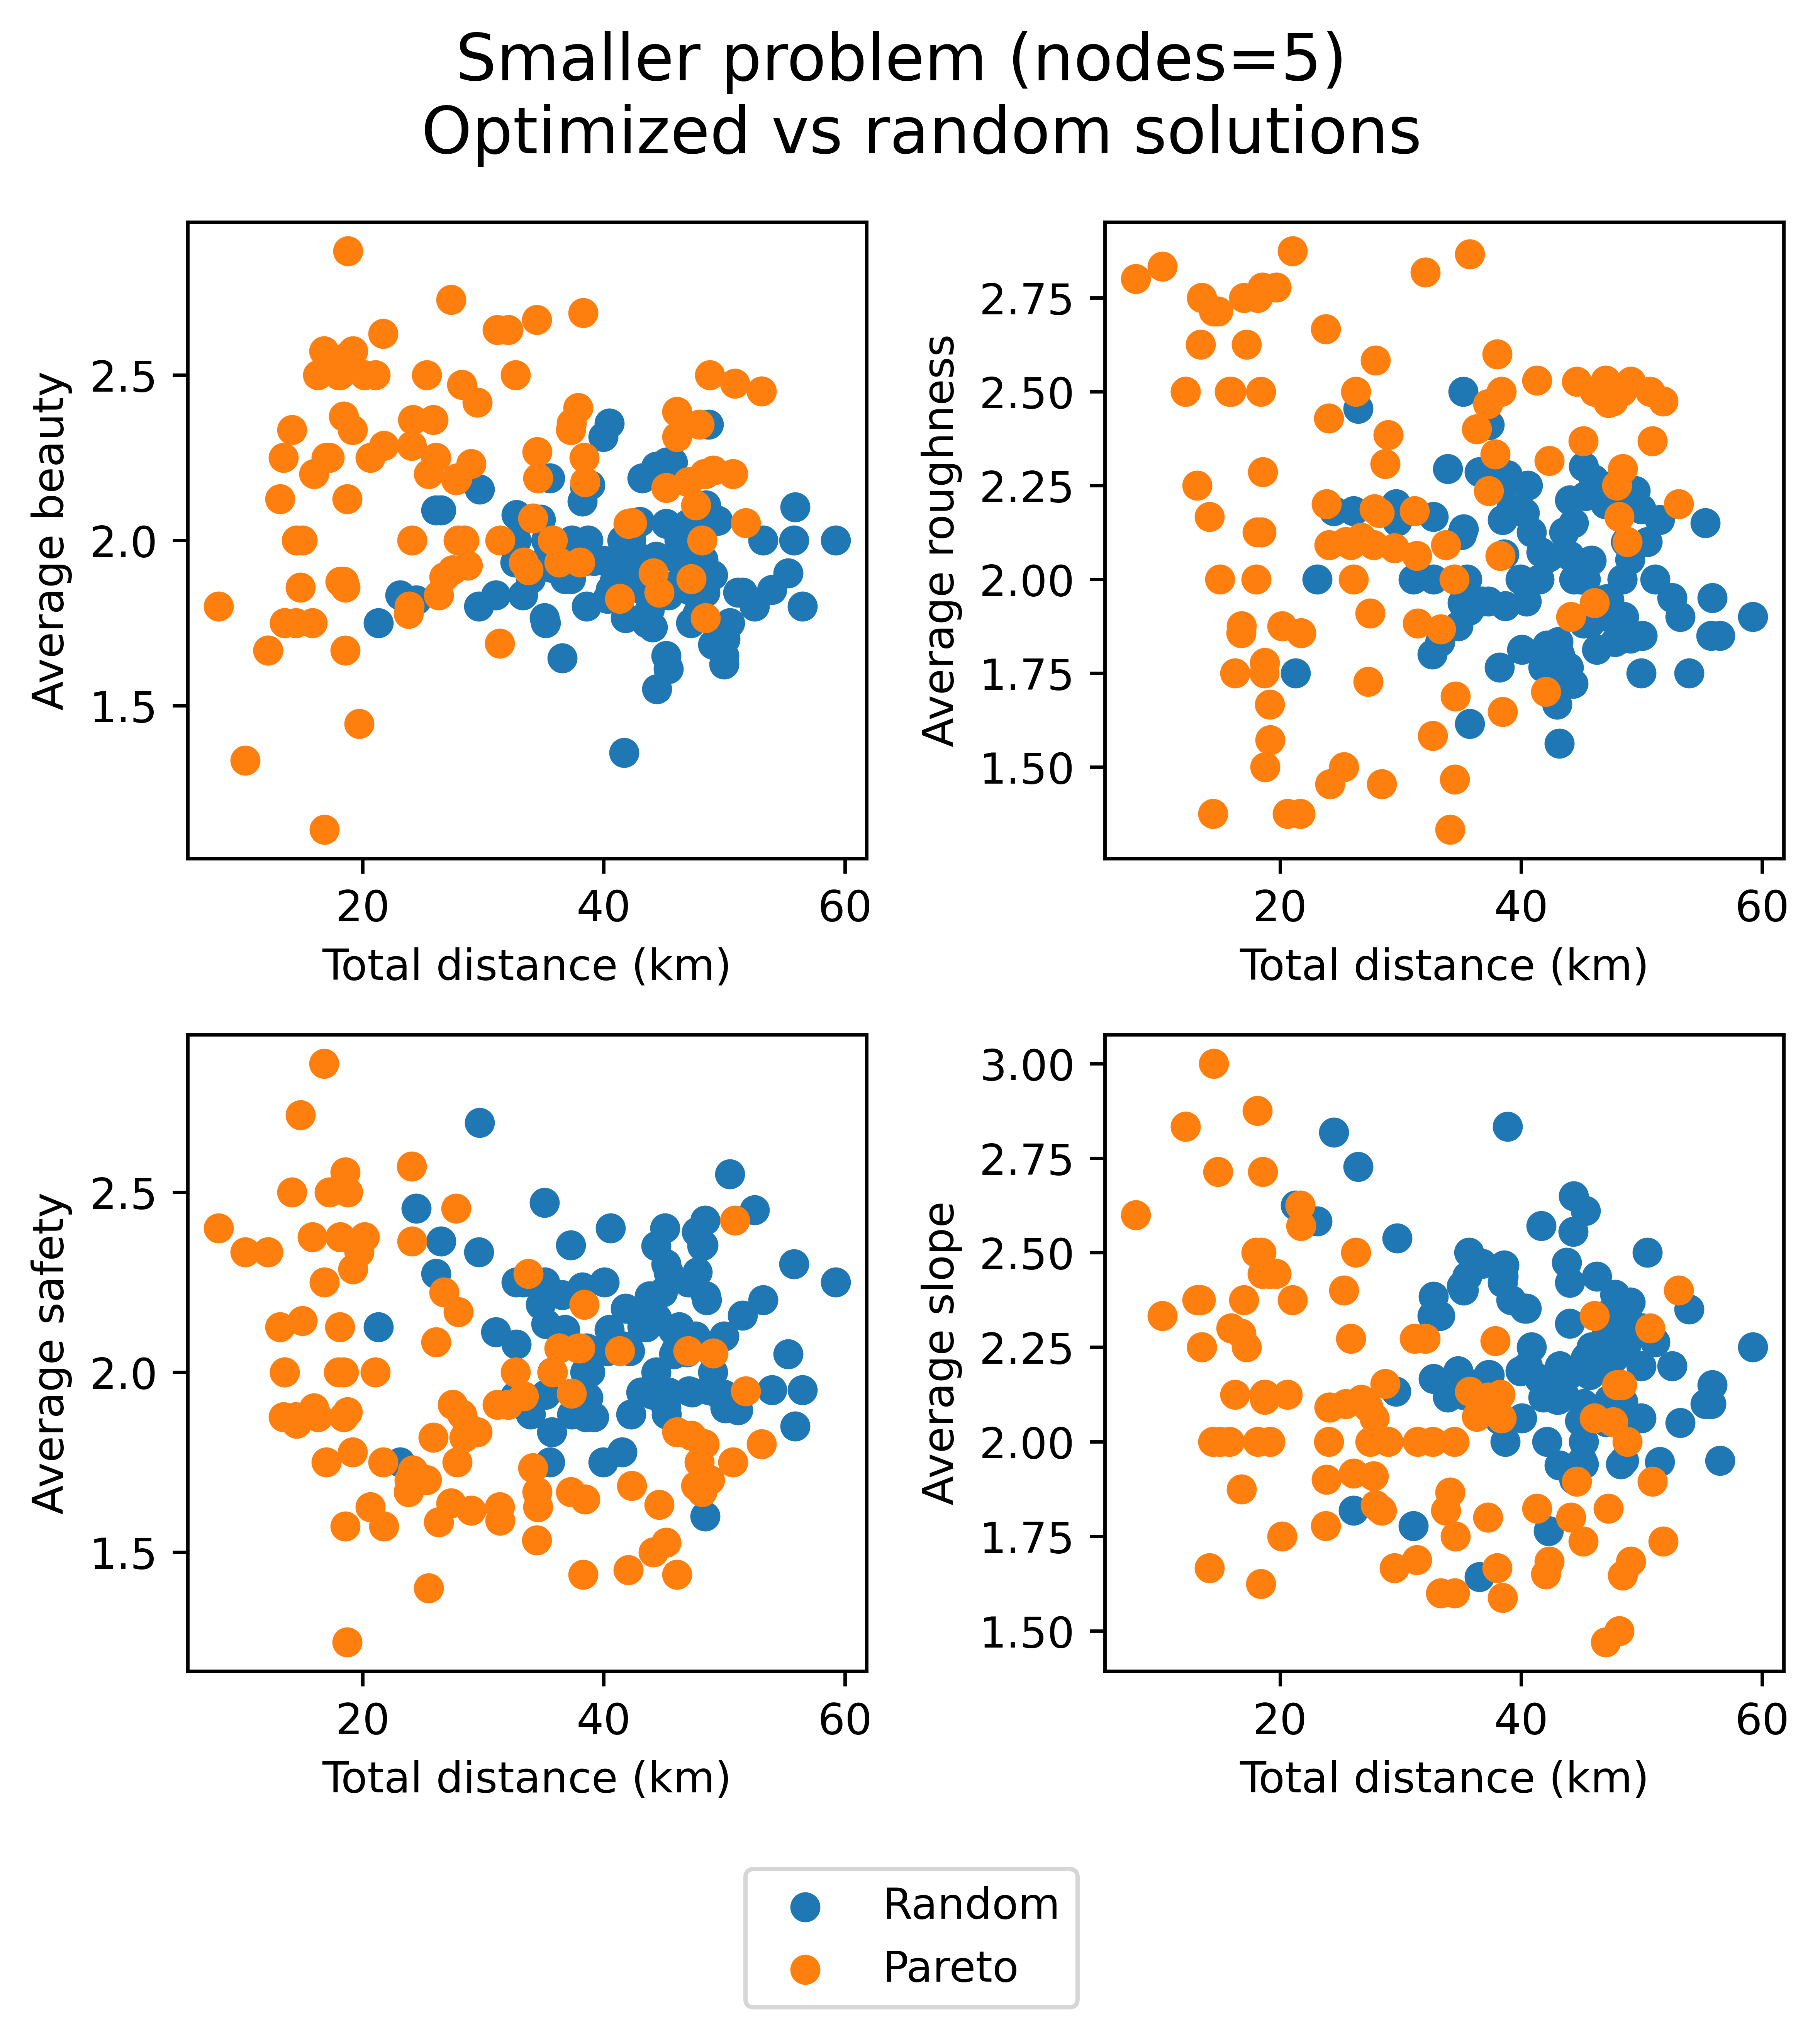 Smaller problem (nodes=5)
Optimized vs random solutions
Average beauty
2.5
2.0
1.5
20
40
60
Total distance (km)
Average roughness
2.75
2.50
2.25
2.00
1.75
1.50
20
40
60
Total distance (km)
Average safety
2.5
2.0
1.5
20
40
60
Total distance (km)
Average slope
3.00
2.75
2.50
2.25
2.00
1.75
1.50
20
40
60
Total distance (km)
Random
Pareto